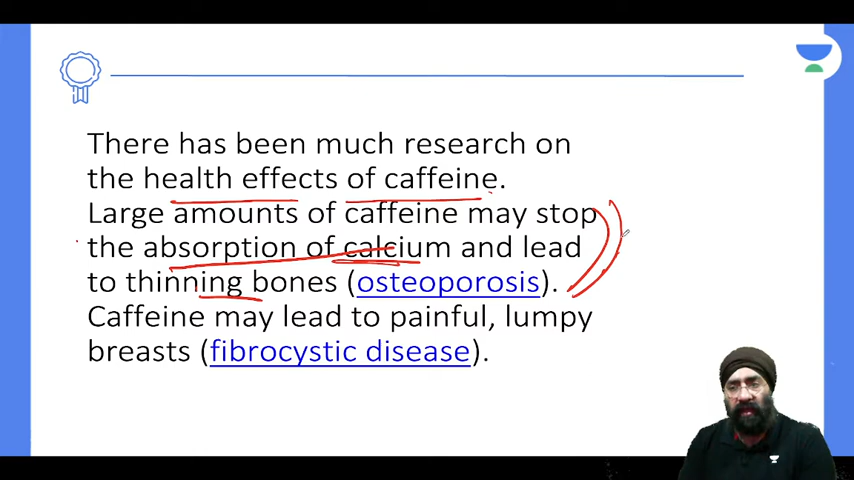 There has been much research on
the health effects of caffeine.
Large amounts of caffeine may stop
the absorption of calcium and lead
to thinning bones (osteoporosis).
Caffeine may lead to painful, lumpy
breasts (fibrocystic disease).